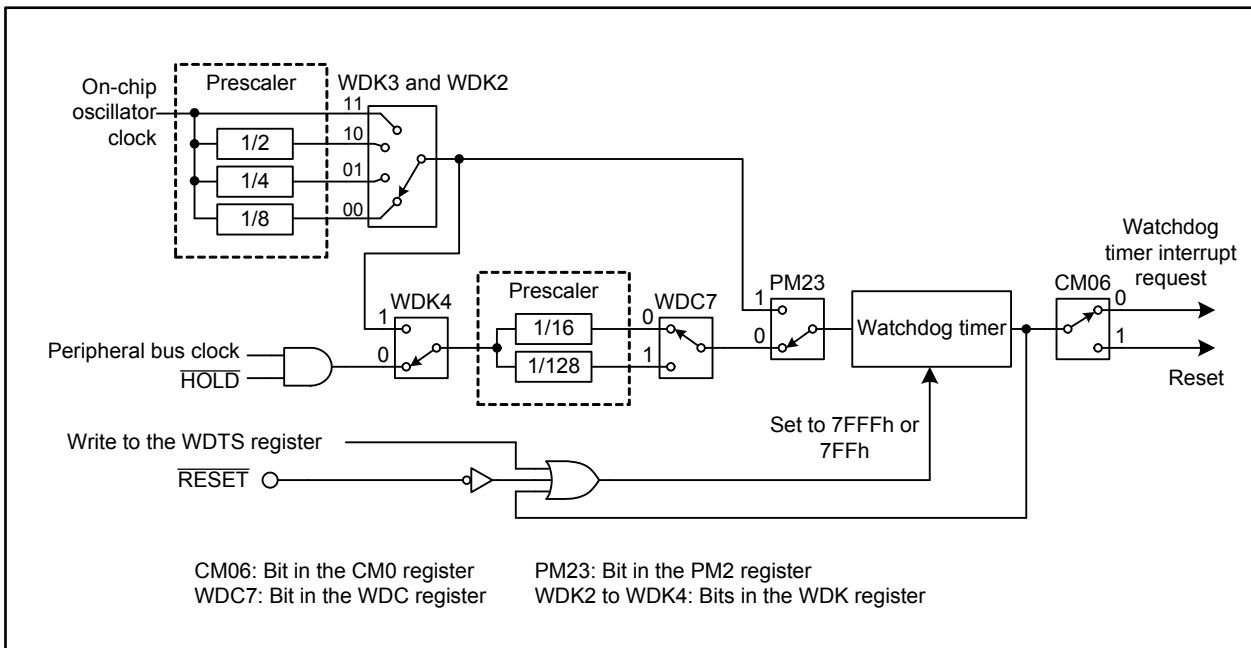 Prescaler
WDK3 and WDK2
On-chip
oscillator
clock
11
1/2
10
1/4
01
1/8
00
Watchdog
timer interrupt
request
WDK4
Prescaler
WDC7
PM23
CM06
1
0
1/16
1/128
0
1
1
0
Watchdog timer
0
1
Reset
Peripheral bus clock
HOLD
Set to 7FFFh or
7FFh
Write to the WDTS register
RESET
CM06: Bit in the CM0 register
PM23: Bit in the PM2 register
WDC7: Bit in the WDC register
WDK2 to WDK4: Bits in the WDK register